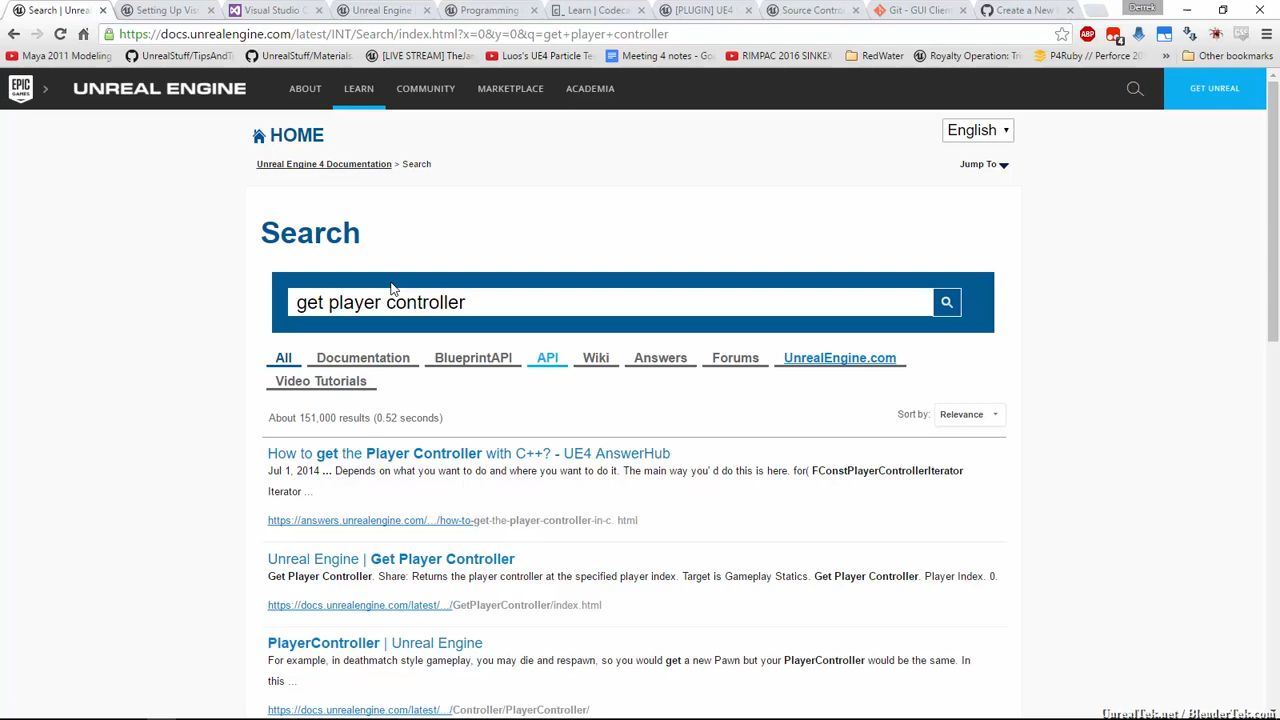 Search | Unrea
Setting Up Vis
Visual Studio C
Unreal Engine
Programming
Learn | Codeca
[PLUGIN] UE4
Source Contro
Git - GUI Clien
Create a New
Derrek
https://docs.unrealengine.com/latest/INT/Search/index.html?x=0&y=0&q=get+player+controller
ABP
4
Maya 2011 Modeling
UnrealStuff/TipsAndT
UnrealStuff/Materials
[LIVE STREAM] TheJa
Luos's UE4 Particle Te
Meeting 4 notes - Go
RIMPAC 2016 SINKEX
RedWater
Royalty Operation: Tr
P4Ruby // Perforce 20
»
Other bookmarks
EPIC GAMES
UNREAL ENGINE
ABOUT
LEARN
COMMUNITY
MARKETPLACE
ACADEMIA
GET UNREAL
HOME
English
Unreal Engine 4 Documentation > Search
Jump To
Search
get player controller
All
Documentation
BlueprintAPI
API
Wiki
Answers
Forums
UnrealEngine.com
Video Tutorials
About 151,000 results (0.52 seconds)
Sort by:
Relevance
How to get the Player Controller with C++? - UE4 AnswerHub
Jul 1, 2014 ... Depends on what you want to do and where you want to do it. The main way you' d do this is here. for( FConstPlayerControllerIterator
Iterator ...
https://answers.unrealengine.com/.../how-to-get-the-player-controller-in-c. html
Unreal Engine | Get Player Controller
Get Player Controller. Share: Returns the player controller at the specified player index. Target is Gameplay Statics. Get Player Controller. Player Index. 0.
https://docs.unrealengine.com/latest/.../GetPlayerController/index.html
PlayerController | Unreal Engine
For example, in deathmatch style gameplay, you may die and respawn, so you would get a new Pawn but your PlayerController would be the same. In
this ...
https://docs.unrealengine.com/latest/.../Controller/PlayerController/
UnrealTek.net / BlenderTek.com